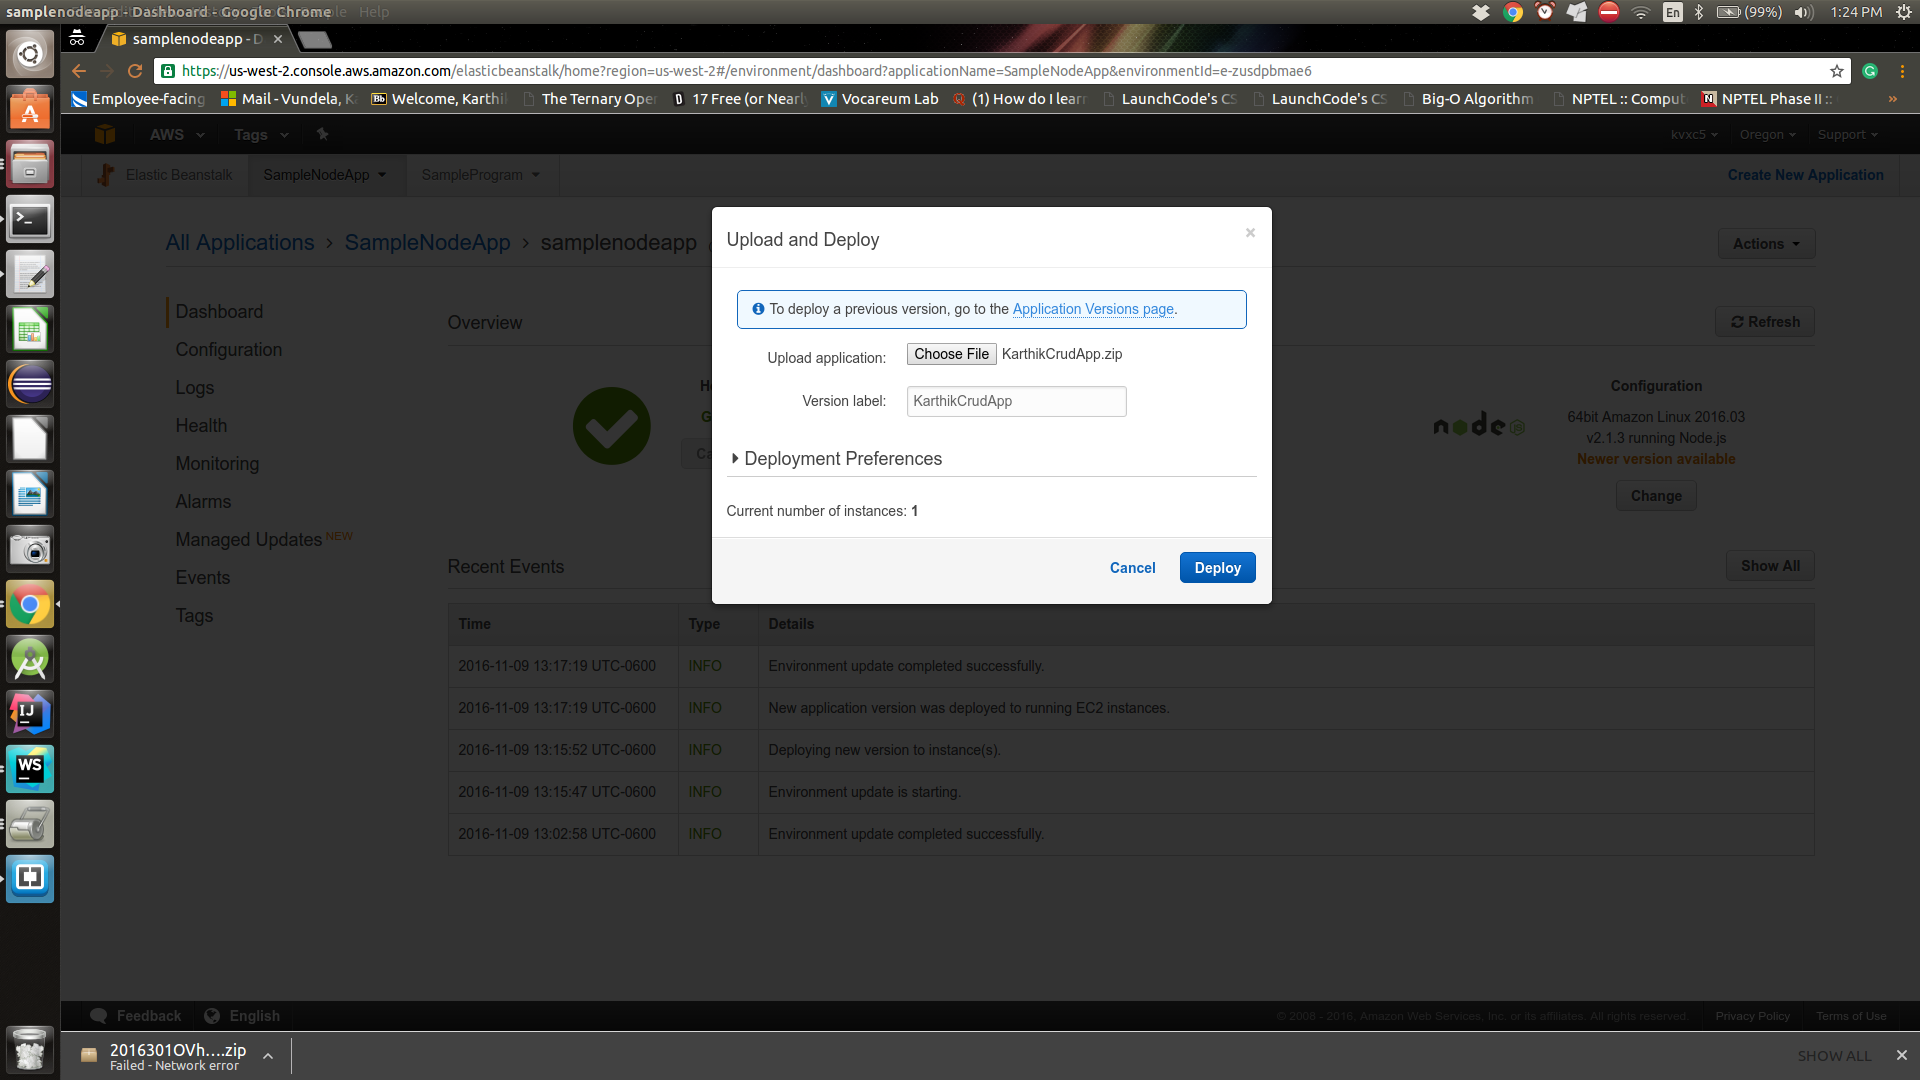 samplenodeapp - Dashboard - Google Chrome Help
En (99%) 1:24 PM
samplenodeapp - D
https://us-west-2.console.aws.amazon.com/elasticbeanstalk/home?region=us-west-2#/environment/dashboard?applicationName=SampleNodeApp&environmentId=e-zusdpbmae6
Employee-facing Mail - Vundela, Ka Bb Welcome, Karthik The Ternary Oper 17 Free (or Nearly Vocareum Lab (1) How do I learn LaunchCode's CS LaunchCode's CS Big-O Algorithm NPTEL :: Comput NPTEL Phase II :: »
AWS Tags kvxc5 Oregon Support
Elastic Beanstalk SampleNodeApp SampleProgram Create New Application
All Applications › SampleNodeApp › samplenodeapp Actions
Upload and Deploy ×
To deploy a previous version, go to the Application Versions page.
Upload application: Choose File KarthikCrudApp.zip
Version label: KarthikCrudApp
Deployment Preferences
Current number of instances: 1
Cancel Deploy
Dashboard
Configuration
Logs
Health
Monitoring
Alarms
Managed Updates NEW
Events
Tags
Overview Refresh
Configuration
node JS
64bit Amazon Linux 2016.03
v2.1.3 running Node.js
Newer version available
Change
Recent Events Show All
Time Type Details
2016-11-09 13:17:19 UTC-0600 INFO Environment update completed successfully.
2016-11-09 13:17:19 UTC-0600 INFO New application version was deployed to running EC2 instances.
2016-11-09 13:15:52 UTC-0600 INFO Deploying new version to instance(s).
2016-11-09 13:15:47 UTC-0600 INFO Environment update is starting.
2016-11-09 13:02:58 UTC-0600 INFO Environment update completed successfully.
Feedback English © 2008 - 2016, Amazon Web Services, Inc. or its affiliates. All rights reserved. Privacy Policy Terms of Use
2016301OVh....zip
Failed - Network error
SHOW ALL
IJ
WS